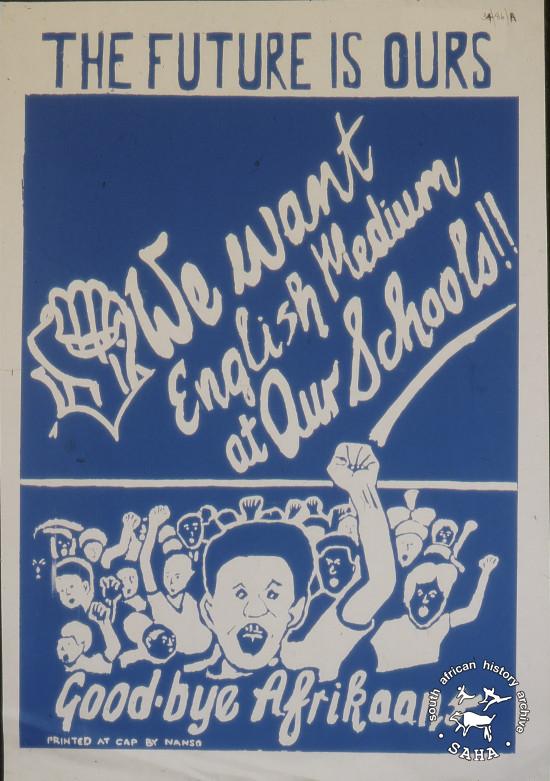 THE FUTURE IS OURS
We want
English Medium
at Our Schools!!
Good-bye Afrikaan
PRINTED AT CAP BY NANSO
south african history archive
· SAHA ·